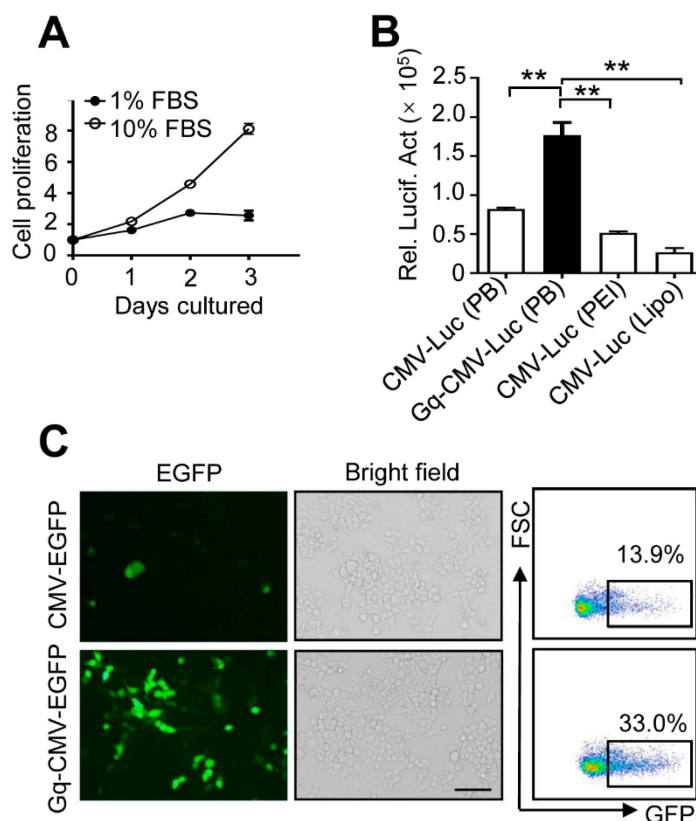 A
1% FBS
10% FBS
Cell proliferation
8
6
4
2
0
0 1 2 3
Days cultured
B
** **
**
Rel. Lucif. Act (× 10⁵)
2.5
2.0
1.5
1.0
0.5
0
CMV-Luc (PB)
Gq-CMV-Luc (PB)
CMV-Luc (PEI)
CMV-Luc (Lipo)
C
EGFP Bright field
CMV-EGFP
Gq-CMV-EGFP
FSC
13.9%
33.0%
GFP